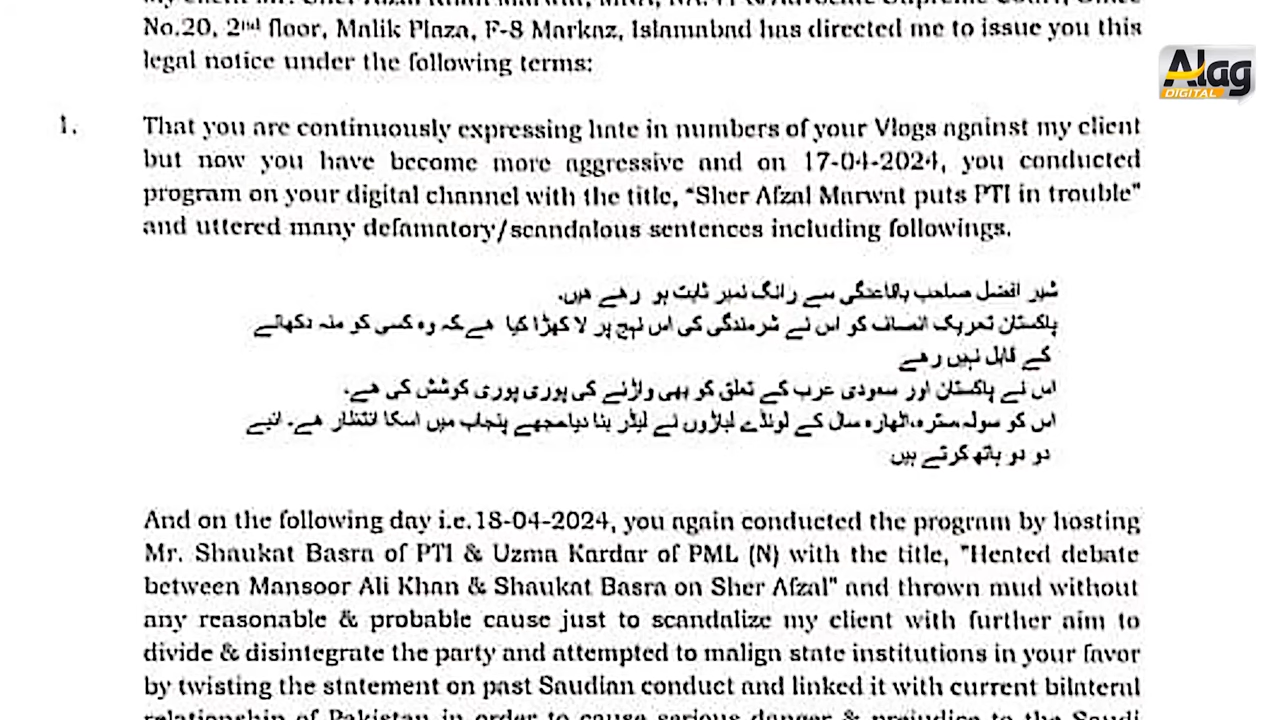 No.20, 2nd floor, Malik Plaza, F-8 Markaz, Islamabad has directed me to issue you this
legal notice under the following terms:
Alag
DIGITAL
1. That you are continuously expressing hate in numbers of your Vlogs against my client
but now you have become more aggressive and on 17-04-2024, you conducted
program on your digital channel with the title, "Sher Afzal Marwat puts PTI in trouble"
and uttered many defamatory/scandalous sentences including followings.
شیر افضل صاحب باقاعدگی سے رانگ نمبر ثابت ہو رھے ھیں.
پاکستان تحریک انصاف کو اس نے شرمندگی کی اس نہج پر لا کھڑا کیا ھےکہ وہ کسی کو منہ دکھانے
کے قابل نہیں رھے
اس نے پاکستان اور سعودی عرب کے تعلق کو بھی واڑنے کی پوری پوری کوشش کی ھے.
اس کو سولہ،سترہ،اٹھارہ سال کے لونڈے لپاڑوں نے لیڈر بنا دیا۔مجھے پنجاب میں اسکا انتظار ھے۔ انیے
دو دو ہاتھ کرتے ہیں
And on the following day i.e.18-04-2024, you again conducted the program by hosting
Mr. Shaukat Basra of PTI & Uzma Kardar of PML (N) with the title, "Heated debate
between Mansoor Ali Khan & Shaukat Basra on Sher Afzal" and thrown mud without
any reasonable & probable cause just to scandalize my client with further aim to
divide & disintegrate the party and attempted to malign state institutions in your favor
by twisting the statement on past Saudian conduct and linked it with current bilateral